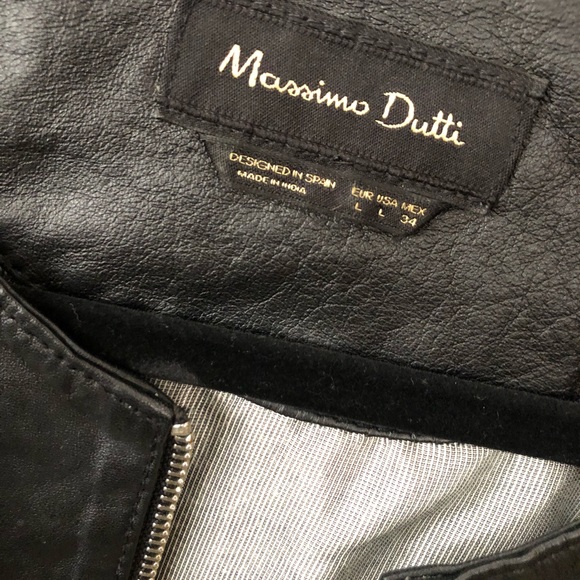 Massimo Dutti
DESIGNED IN SPAIN
MADE IN INDIA
EUR USA MEX
L L 34